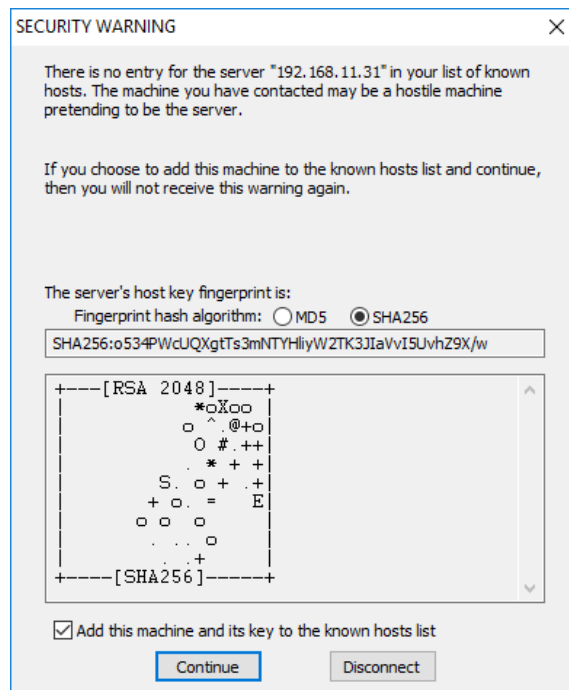 SECURITY WARNING
There is no entry for the server "192.168.11.31" in your list of known
hosts. The machine you have contacted may be a hostile machine
pretending to be the server.
If you choose to add this machine to the known hosts list and continue,
then you will not receive this warning again.
The server's host key fingerprint is:
Fingerprint hash algorithm: MD5 SHA256
SHA256:o534PWcUQXgtTs3mNTYHliyW2TK3JIaVvI5UvhZ9X/w
+---[RSA 2048]----+
|           *oXoo |
|          o ^.@+o|
|           O #.++|
|          . * + +|
|        S. o + .+|
|       + o. =   E|
|      o o  o     |
|       . .. o    |
|        . .+     |
+----[SHA256]-----+
Add this machine and its key to the known hosts list
Continue Disconnect